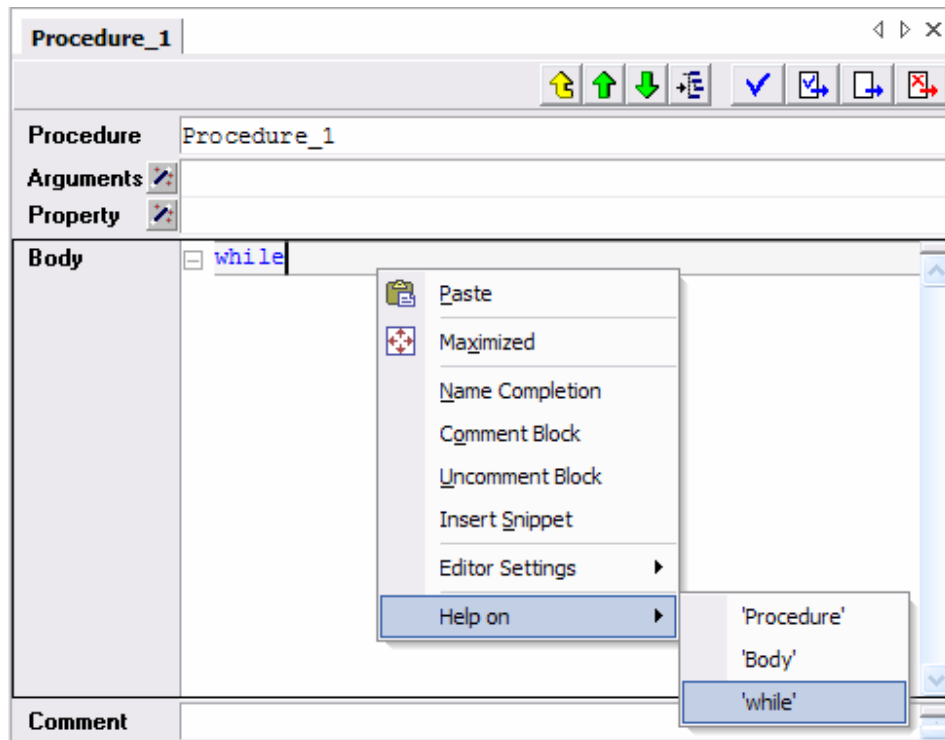 Procedure_1
Procedure Procedure_1
Arguments
Property
Body while
Paste
Maximized
Name Completion
Comment Block
Uncomment Block
Insert Snippet
Editor Settings
Help on 'Procedure'
'Body'
'while'
Comment